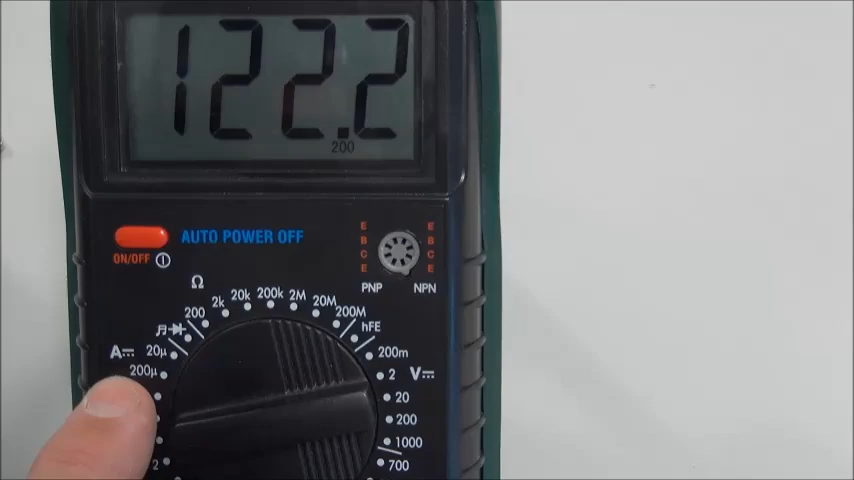 122.2
200
AUTO POWER OFF
ON/OFF
E E
B B
C C
E E
PNP NPN
Ω
200 2k 20k 200k 2M 20M 200M
hFE
A 20µ
200µ
200m
2 V
20
200
1000
700
2